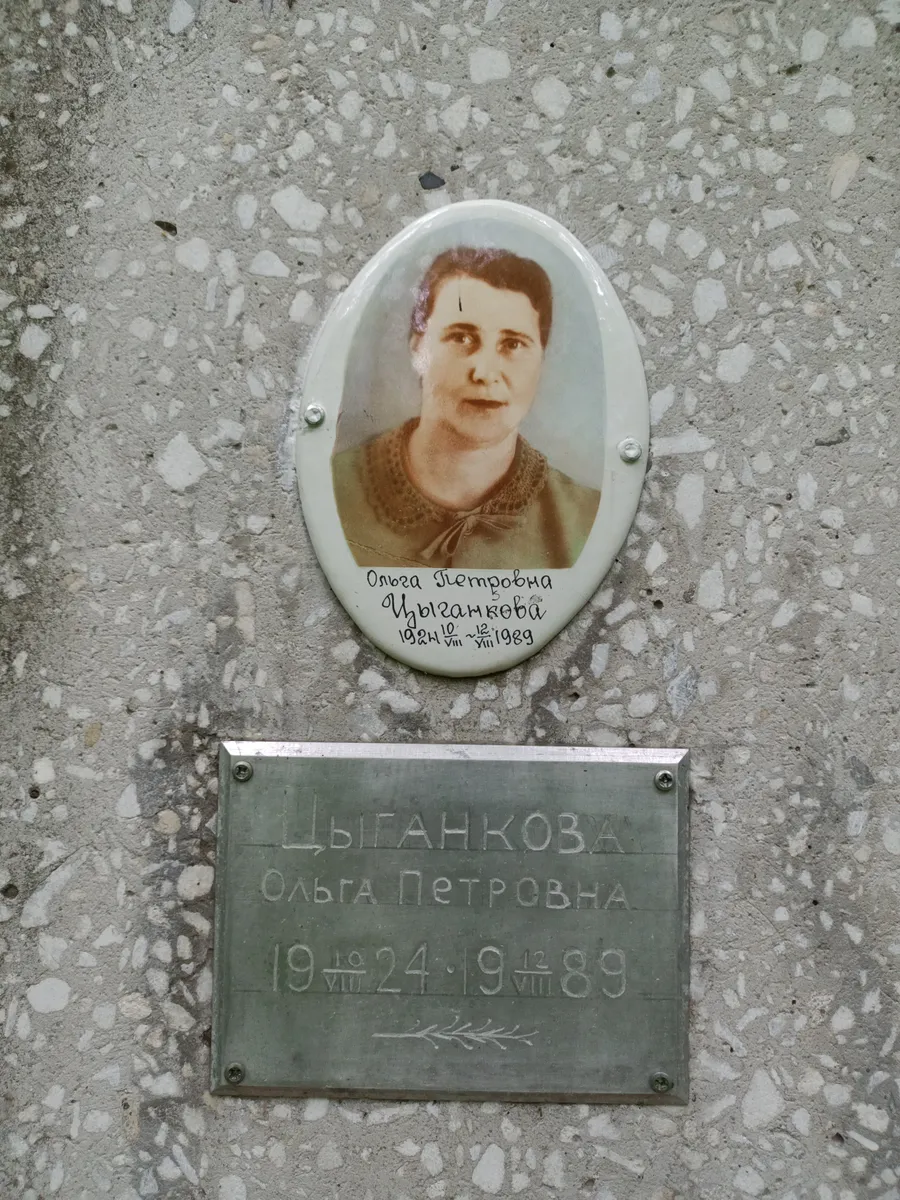 Ольга Петровна
Цыганкова
1924 10/VIII ~ 12/VIII 1989
Цыганкова
Ольга Петровна
19 10/VIII 24 · 19 12/VIII 89